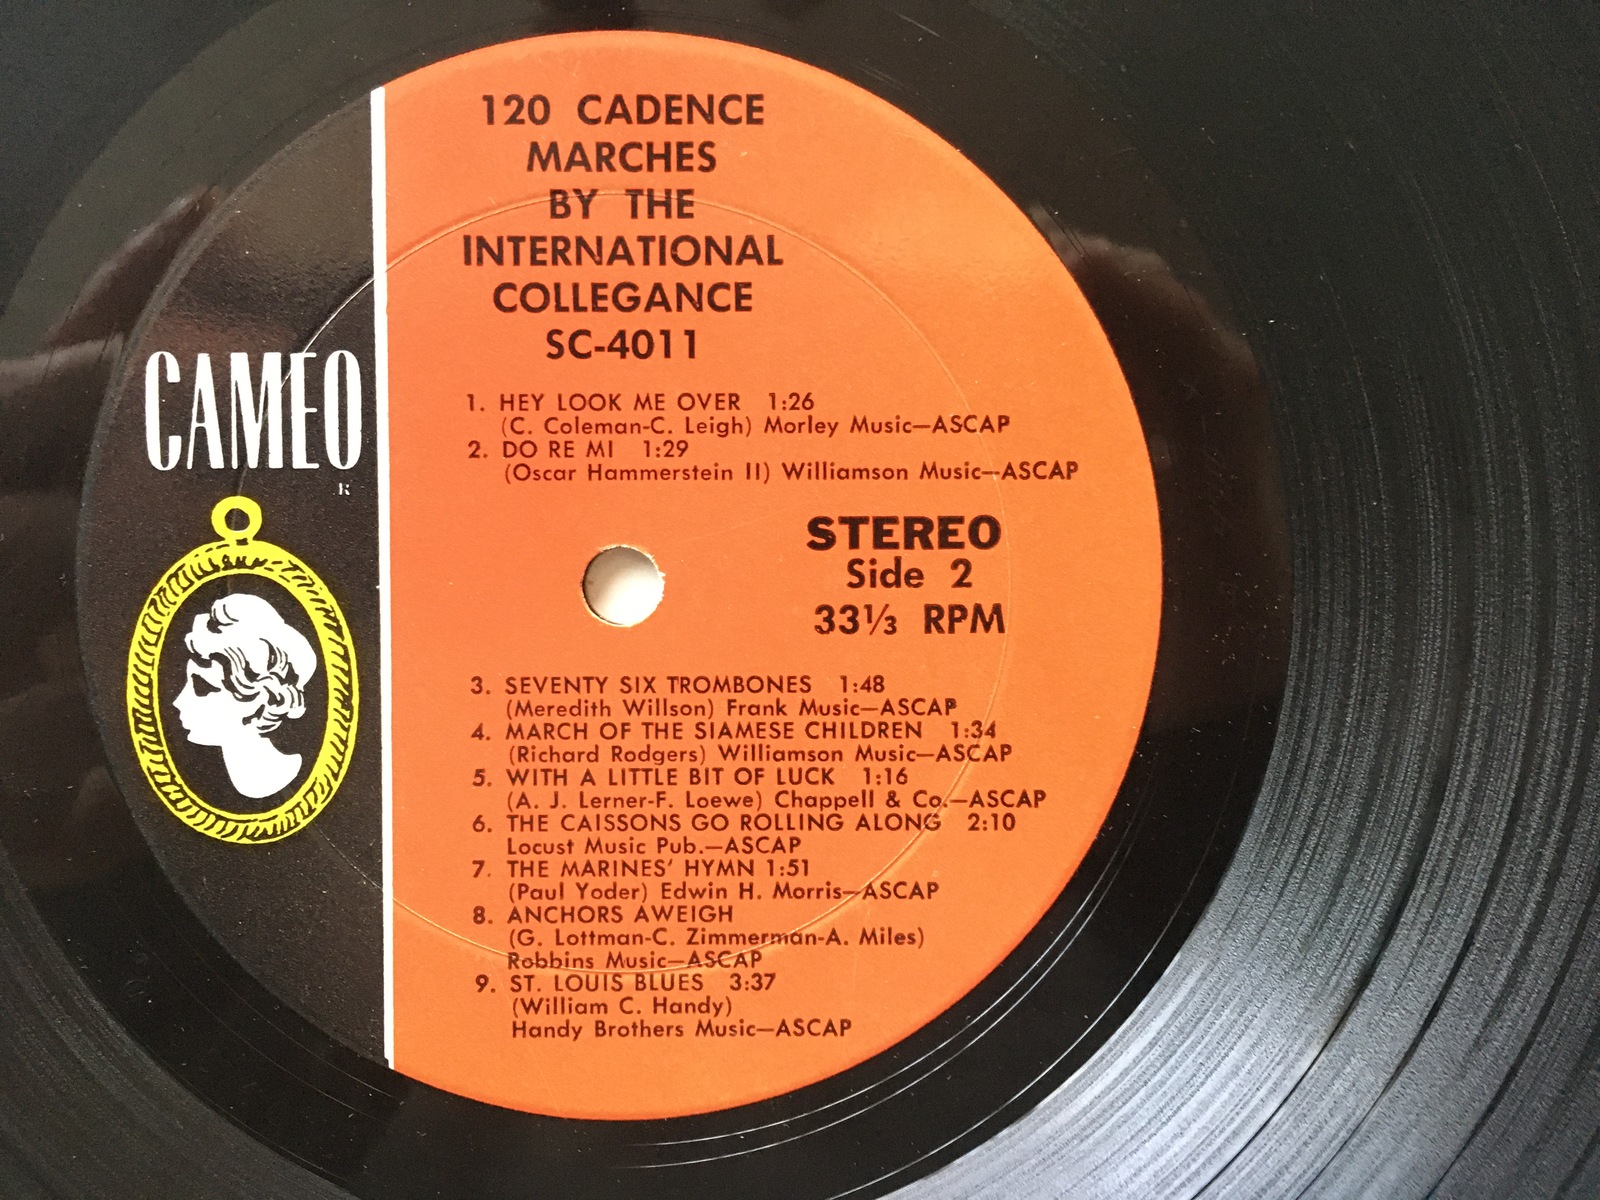 120 CADENCE
MARCHES
BY THE
INTERNATIONAL
COLLEGANCE
SC-4011
CAMEO
R
1. HEY LOOK ME OVER 1:26
(C. Coleman-C. Leigh) Morley Music—ASCAP
2. DO RE MI 1:29
(Oscar Hammerstein II) Williamson Music—ASCAP
STEREO
Side 2
33⅓ RPM
3. SEVENTY SIX TROMBONES 1:48
(Meredith Willson) Frank Music—ASCAP
4. MARCH OF THE SIAMESE CHILDREN 1:34
(Richard Rodgers) Williamson Music—ASCAP
5. WITH A LITTLE BIT OF LUCK 1:16
(A. J. Lerner-F. Loewe) Chappell & Co.—ASCAP
6. THE CAISSONS GO ROLLING ALONG 2:10
Locust Music Pub.—ASCAP
7. THE MARINES' HYMN 1:51
(Paul Yoder) Edwin H. Morris—ASCAP
8. ANCHORS AWEIGH
(G. Lottman-C. Zimmerman-A. Miles)
Robbins Music—ASCAP
9. ST. LOUIS BLUES 3:37
(William C. Handy)
Handy Brothers Music—ASCAP